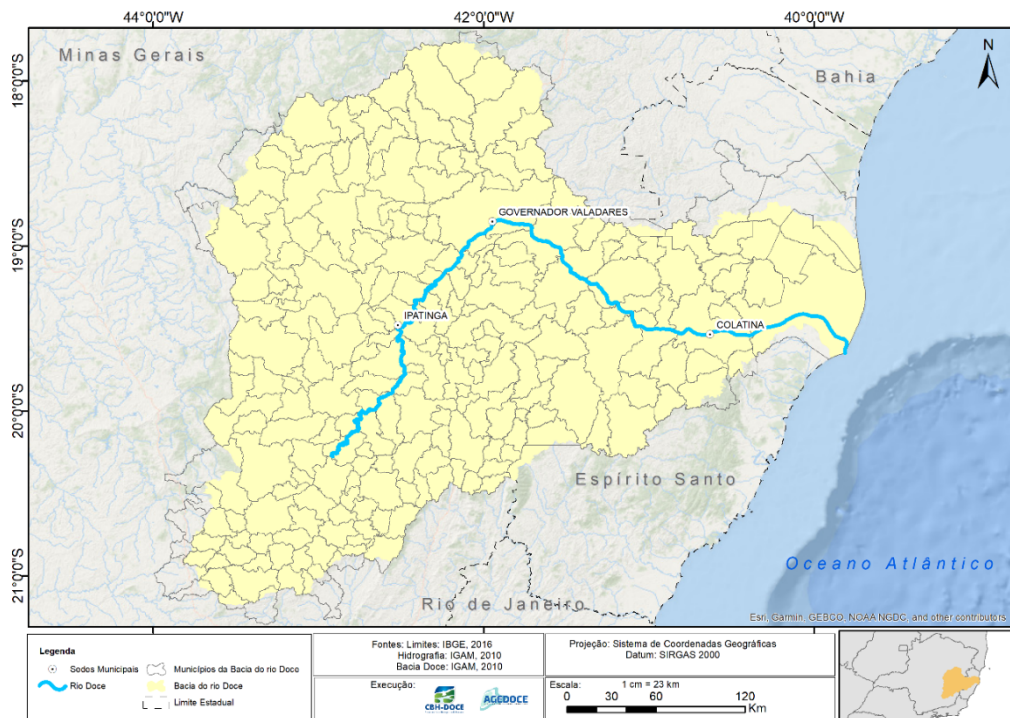 44°0'0"W 42°0'0"W 40°0'0"W
Minas Gerais
N
Bahia
18°0'0"S
GOVERNADOR VALADARES
19°0'0"S
IPATINGA
COLATINA
20°0'0"S
Espírito Santo
Oceano Atlântico
21°0'0"S
Rio de Janeiro
Esri, Garmin, GEBCO, NOAA NGDC, and other contributors
Legenda
Sedes Municipais
Municípios da Bacia do rio Doce
Rio Doce
Bacia do rio Doce
Limite Estadual
Fontes: Limites: IBGE, 2016
Hidrografia: IGAM, 2010
Bacia Doce: IGAM, 2010
Execução:
CBH-DOCE
AGEDOCE
Projeção: Sistema de Coordenadas Geográficas
Datum: SIRGAS 2000
Escala: 1 cm = 23 km
0 30 60 120
Km